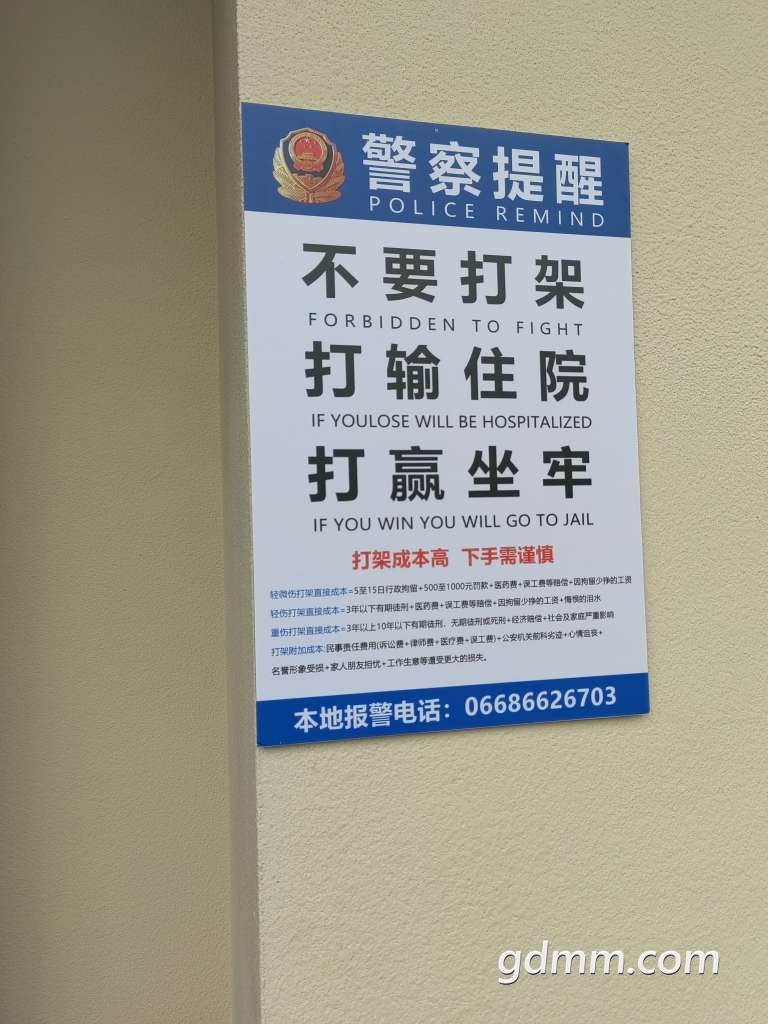 警察提醒
POLICE REMIND
不要打架
FORBIDDEN TO FIGHT
打输住院
IF YOULOSE WILL BE HOSPITALIZED
打赢坐牢
IF YOU WIN YOU WILL GO TO JAIL
打架成本高 下手需谨慎
轻微伤打架直接成本=5至15日行政拘留+500至1000元罚款+医药费+误工费等赔偿+因拘留少挣的工资
轻伤打架直接成本=3年以下有期徒刑+医药费+误工费等赔偿+因拘留少挣的工资+悔恨的泪水
重伤打架直接成本=3年以上10年以下有期徒刑、无期徒刑或死刑+经济赔偿+社会及家庭严重影响
打架附加成本:民事责任费用(诉讼费+律师费+医疗费+误工费)+公安机关前科劣迹+心情沮丧+
名誉形象受损+家人朋友担忧+工作生意等遭受更大的损失。
本地报警电话：06686626703
gdmm.com